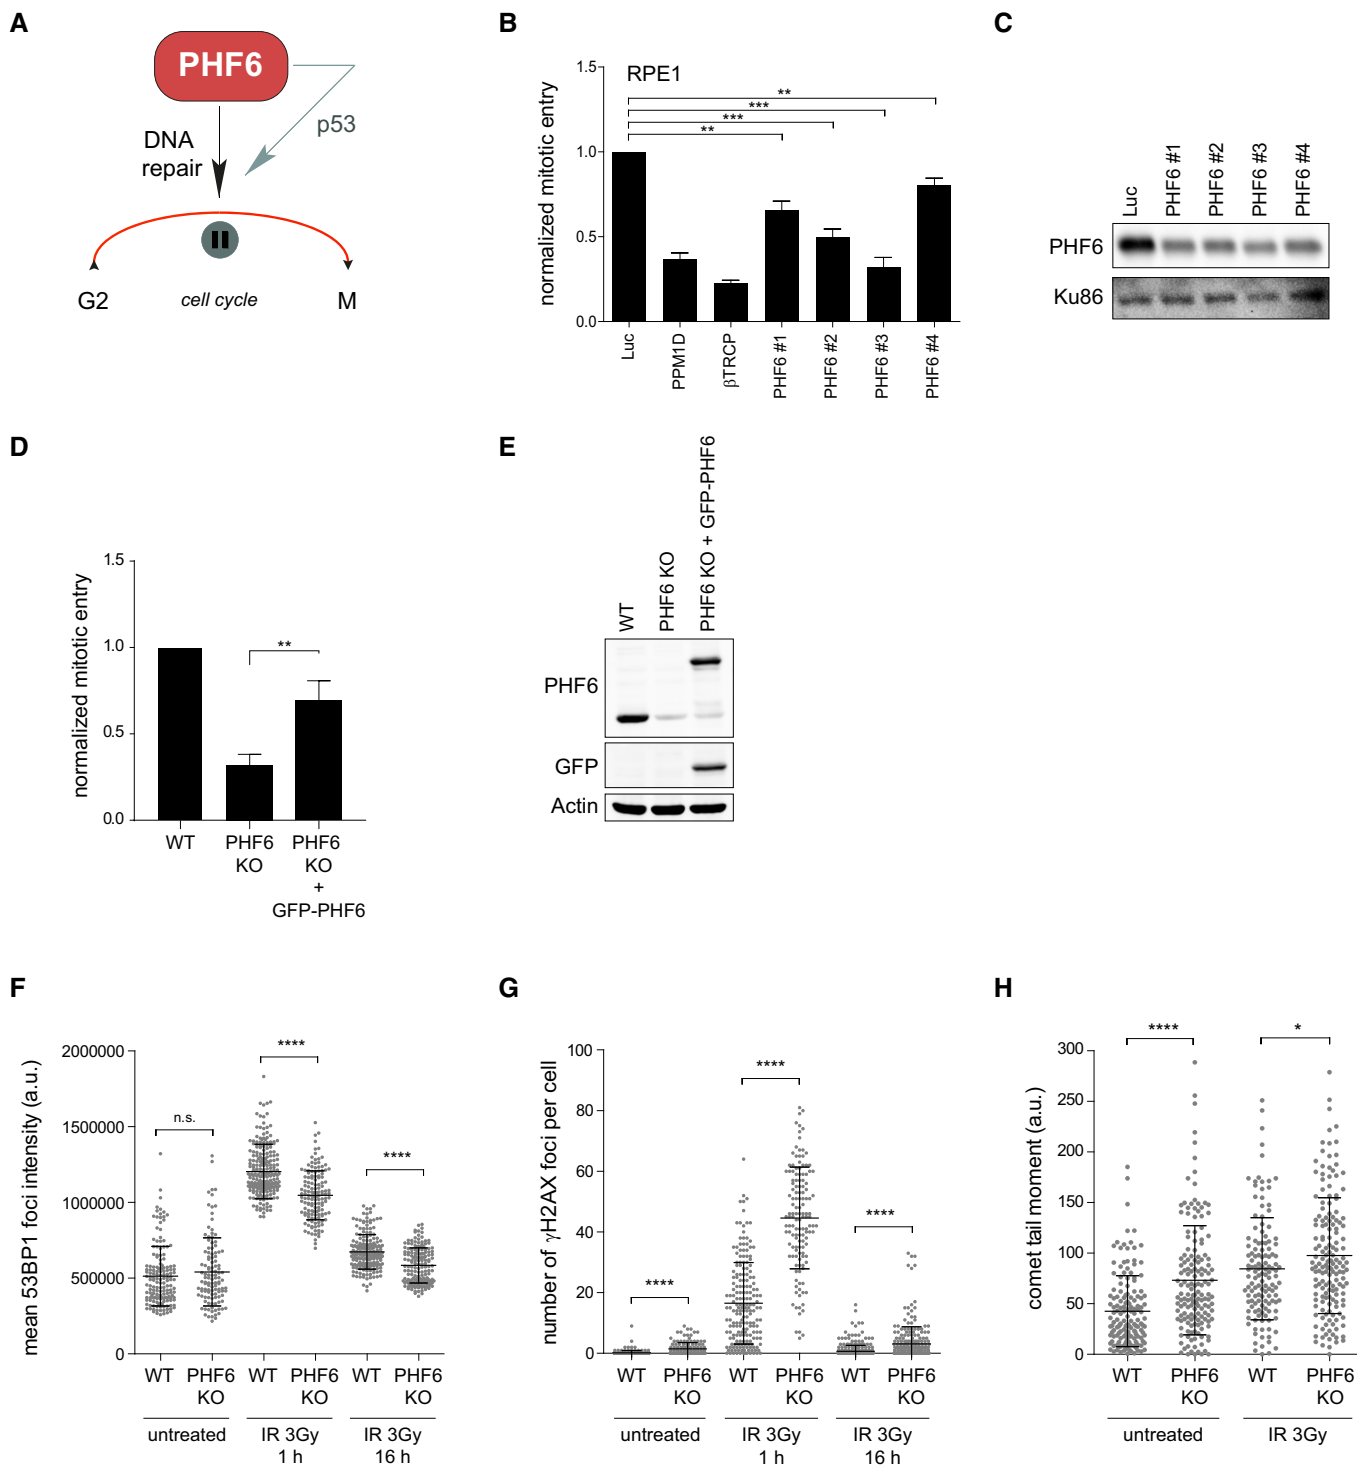 A
PHF6
DNA
repair
p53
G2
cell cycle
M
B
RPE1
normalized mitotic entry
1.5
1.0
0.5
0.0
**
***
***
**
Luc
PPM1D
βTRCP
PHF6 #1
PHF6 #2
PHF6 #3
PHF6 #4
C
Luc
PHF6 #1
PHF6 #2
PHF6 #3
PHF6 #4
PHF6
Ku86
D
normalized mitotic entry
1.5
1.0
0.5
0.0
**
WT
PHF6
KO
PHF6
KO
+
GFP-PHF6
E
WT
PHF6 KO
PHF6 KO + GFP-PHF6
PHF6
GFP
Actin
F
mean 53BP1 foci intensity (a.u.)
2000000
1500000
1000000
500000
0
n.s.
****
****
WT
PHF6
KO
WT
PHF6
KO
WT
PHF6
KO
untreated
IR 3Gy
1 h
IR 3Gy
16 h
G
number of γH2AX foci per cell
100
80
60
40
20
0
****
****
****
WT
PHF6
KO
WT
PHF6
KO
WT
PHF6
KO
untreated
IR 3Gy
1 h
IR 3Gy
16 h
H
comet tail moment (a.u.)
300
250
200
150
100
50
0
****
*
WT
PHF6
KO
WT
PHF6
KO
untreated
IR 3Gy